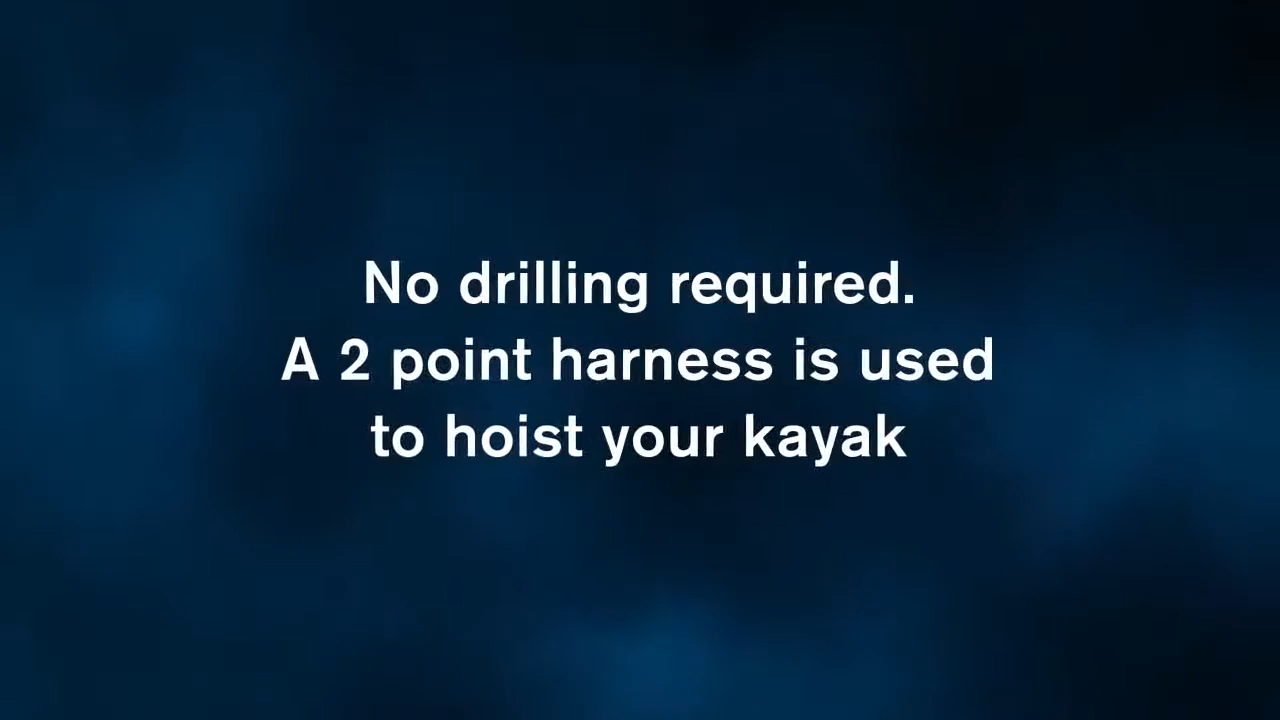 No drilling required.
A 2 point harness is used
to hoist your kayak